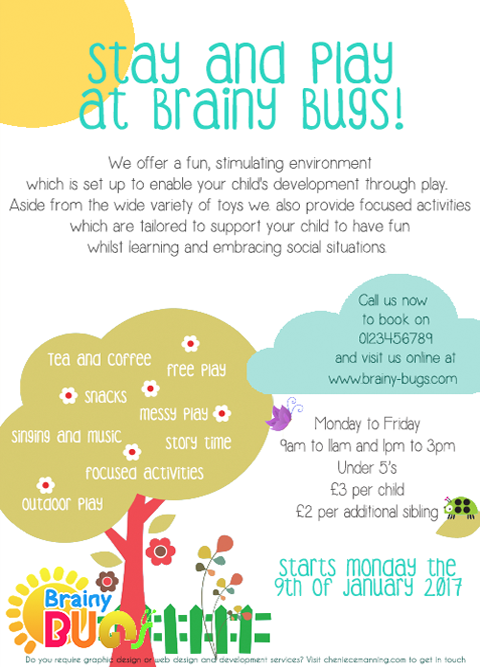 Stay and Play
at Brainy Bugs!
We offer a fun, stimulating environment
which is set up to enable your child's development through play.
Aside from the wide variety of toys we also provide focused activities
which are tailored to support your child to have fun
whilst learning and embracing social situations.
Call us now
to book on
0123456789
and visit us online at
www.brainy-bugs.com
Tea and coffee
free play
snacks
messy play
singing and music
story time
focused activities
outdoor play
Monday to Friday
9am to 11am and 1pm to 3pm
Under 5's
£3 per child
£2 per additional sibling
starts monday the
9th of january 2017
Brainy
BUGS
Do you require graphic design or web design and development services? Visit chenicemanning.com to get in touch.